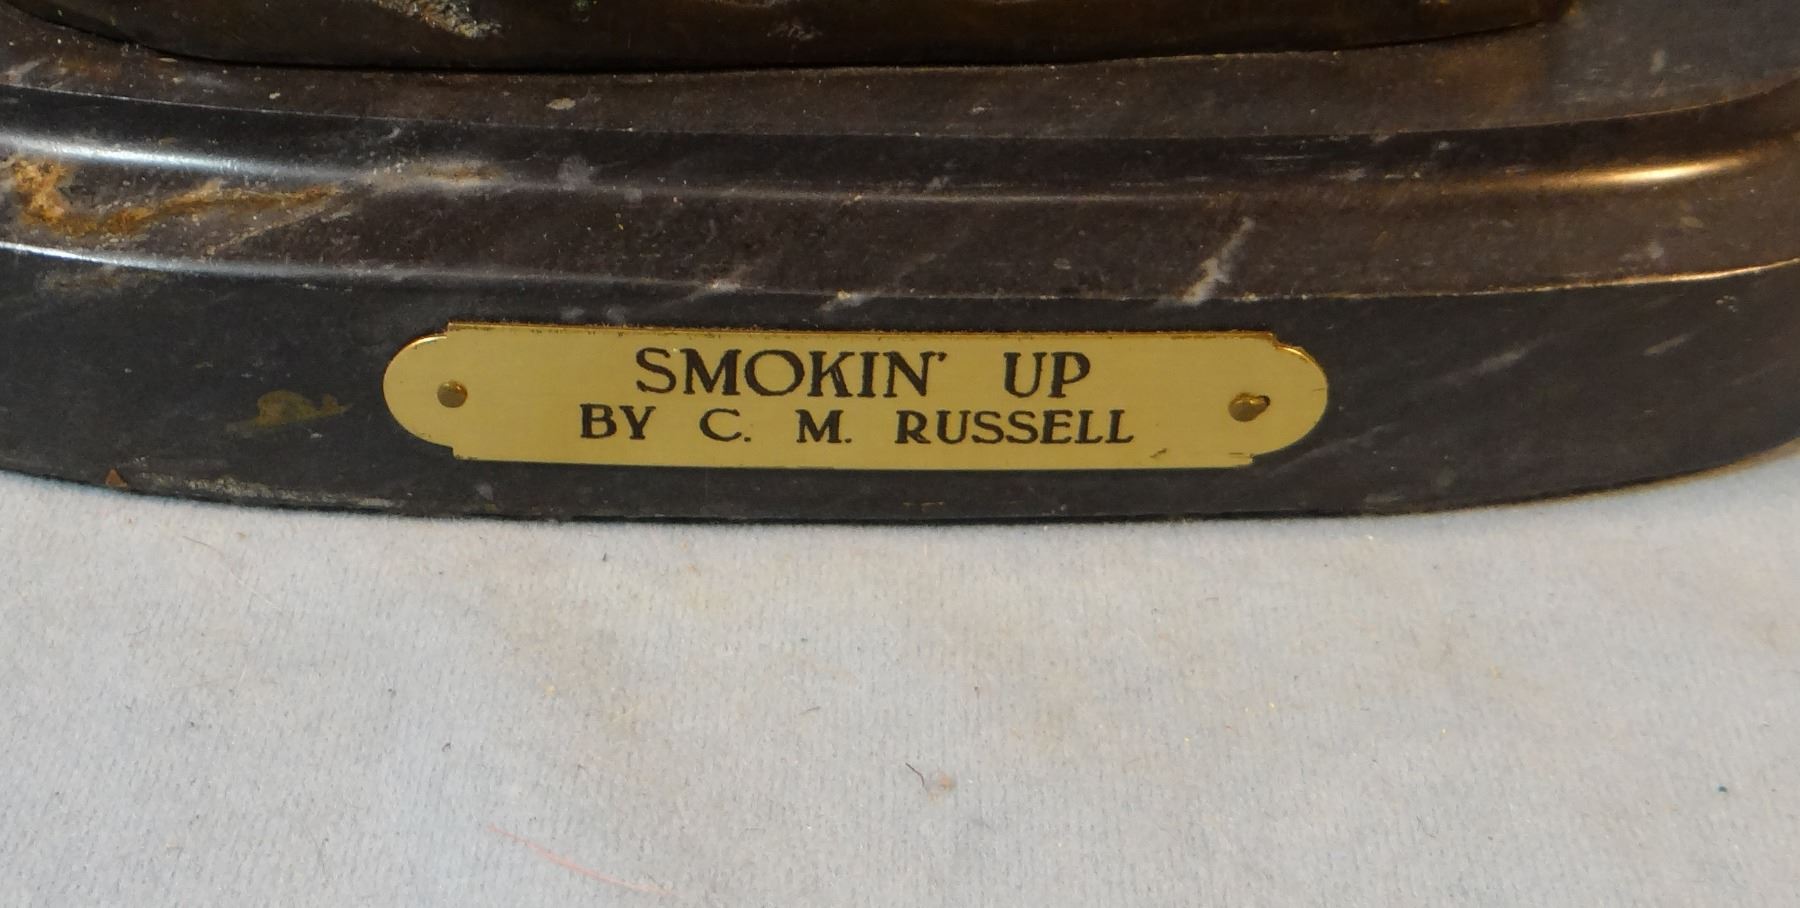 SMOKIN' UP
BY C. M. RUSSELL